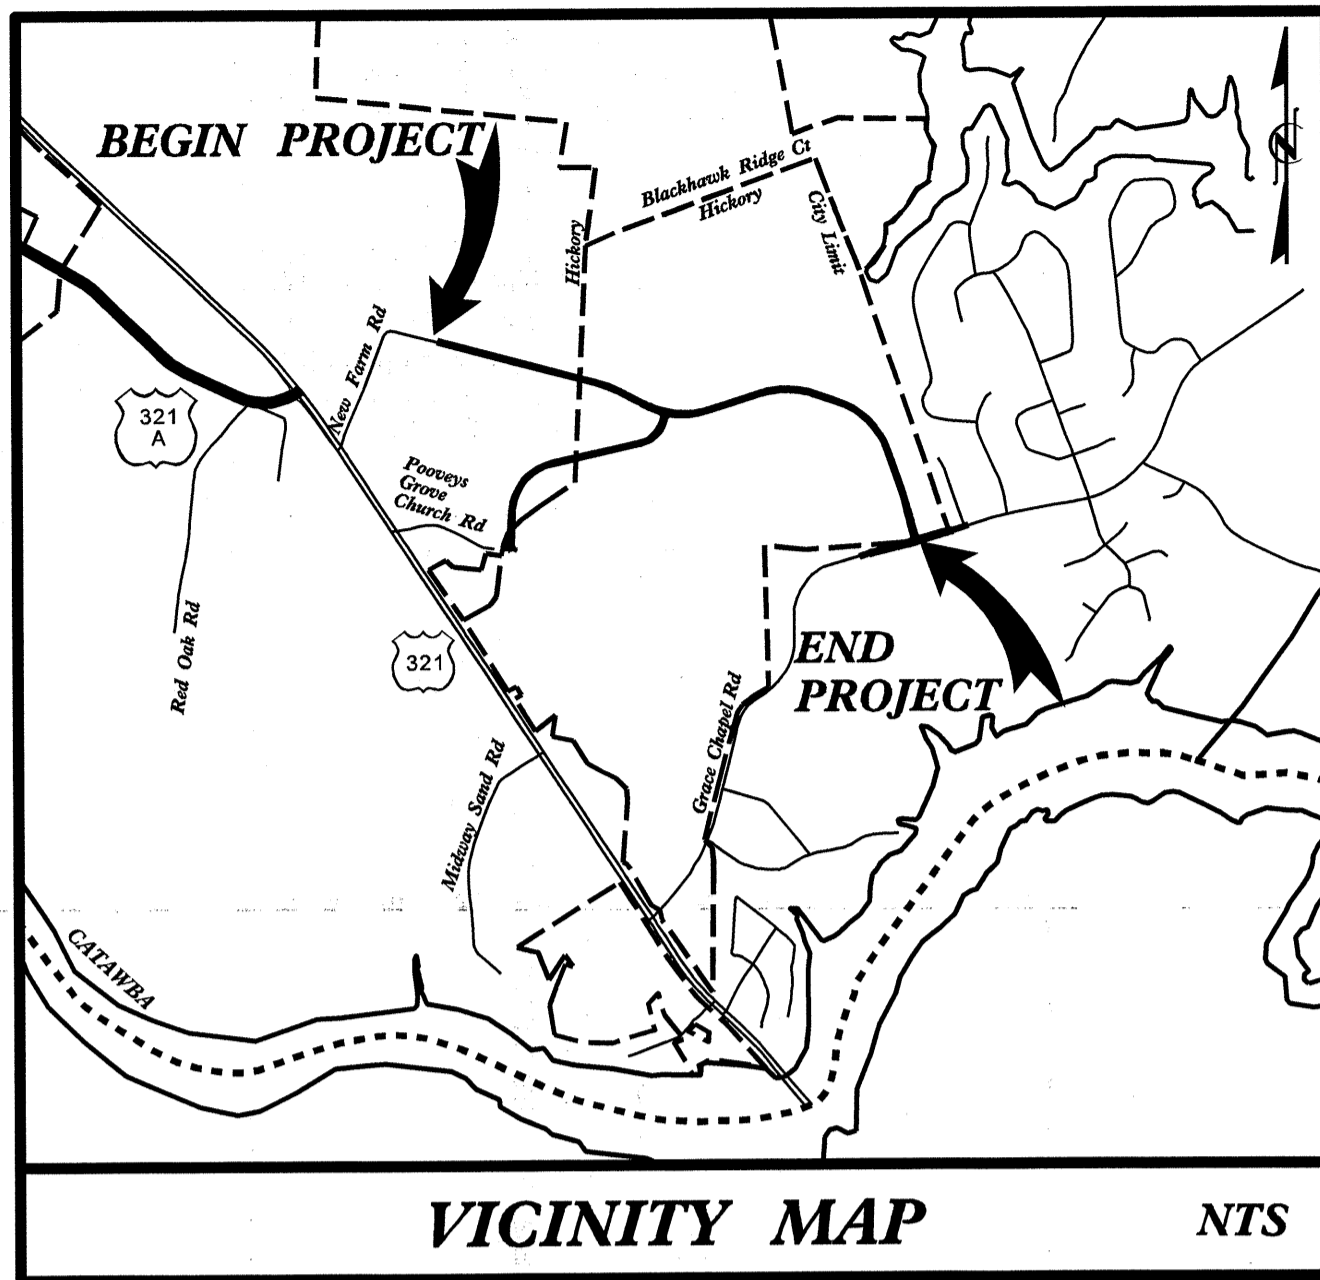 BEGIN PROJECT
Blackhawk Ridge Ct
Hickory
City Limit
Hickory
N
New Farm Rd
321
A
Pooveys
Grove
Church Rd
Red Oak Rd
321
END
PROJECT
Grace Chapel Rd
Midway Sand Rd
CATAWBA
VICINITY MAP
NTS